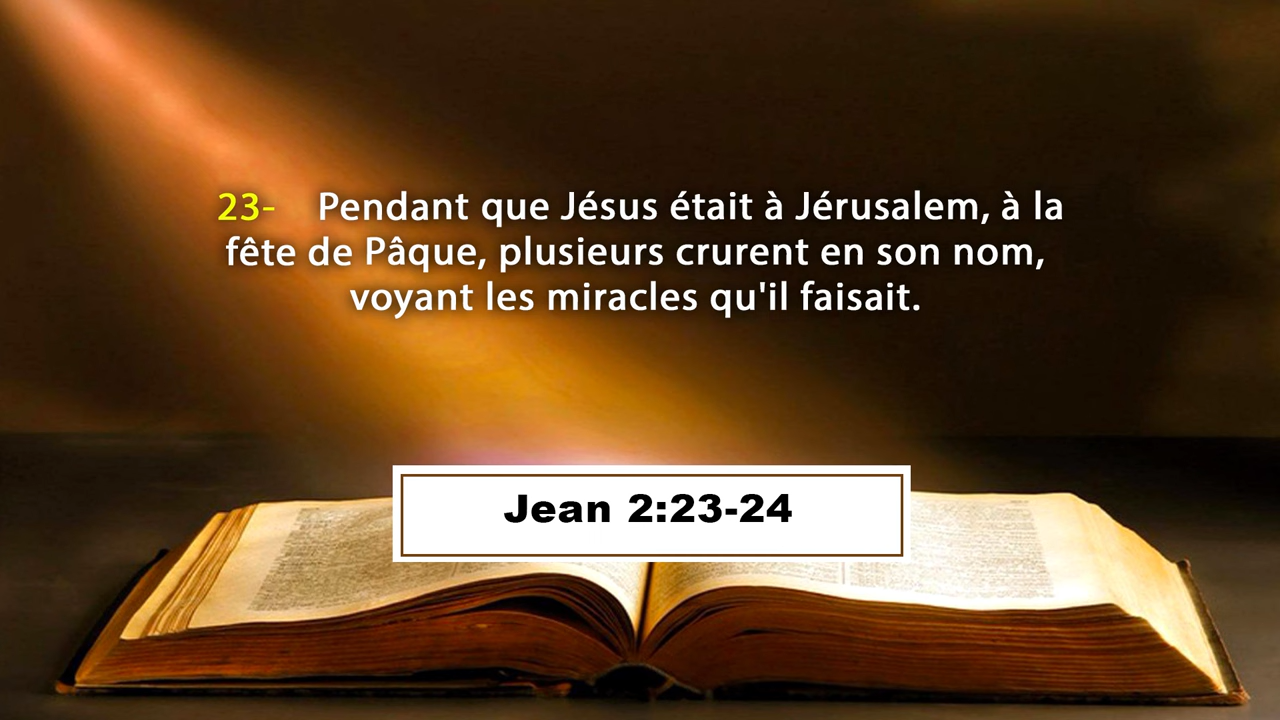 23- Pendant que Jésus était à Jérusalem, à la
fête de Pâque, plusieurs crurent en son nom,
voyant les miracles qu'il faisait.
Jean 2:23-24